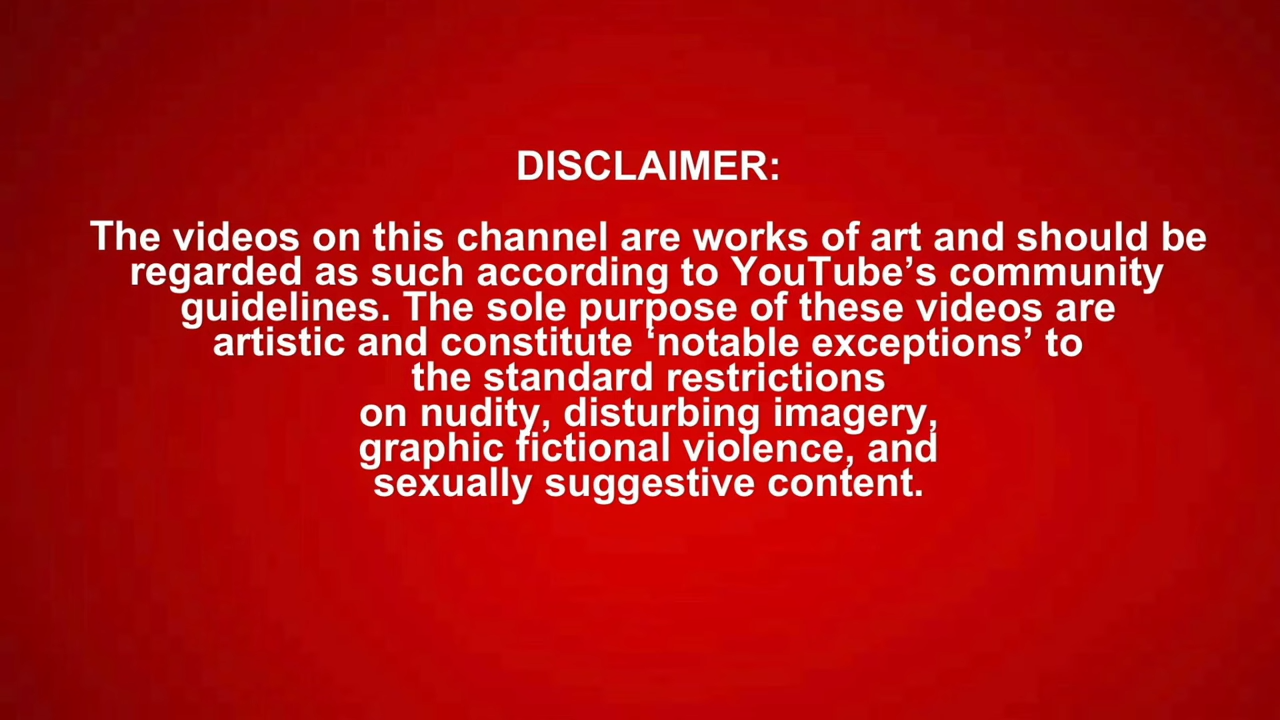 DISCLAIMER:
The videos on this channel are works of art and should be
regarded as such according to YouTube’s community
guidelines. The sole purpose of these videos are
artistic and constitute ‘notable exceptions’ to
the standard restrictions
on nudity, disturbing imagery,
graphic fictional violence, and
sexually suggestive content.